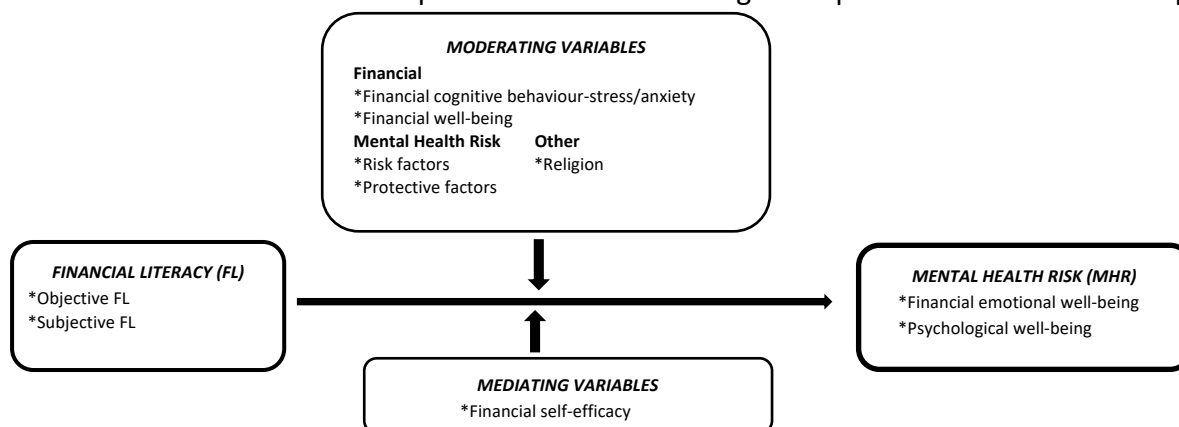 MODERATING VARIABLES
Financial
*Financial cognitive behaviour-stress/anxiety
*Financial well-being
Mental Health Risk Other
*Risk factors *Religion
*Protective factors
FINANCIAL LITERACY (FL)
*Objective FL
*Subjective FL
MENTAL HEALTH RISK (MHR)
*Financial emotional well-being
*Psychological well-being
MEDIATING VARIABLES
*Financial self-efficacy